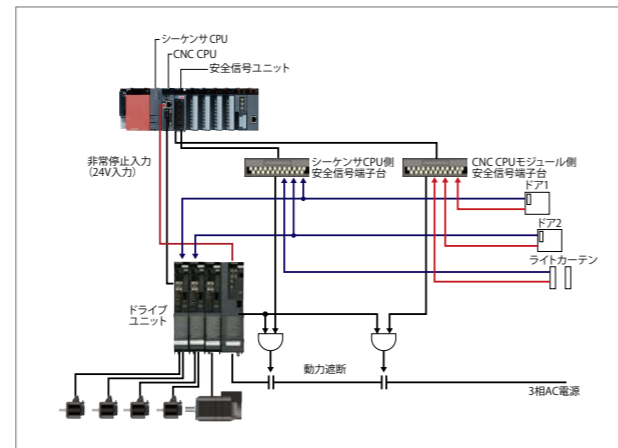 シーケンサ CPU
CNC CPU
安全信号ユニット
非常停止入力
（24V入力）
シーケンサCPU側
安全信号端子台
CNC CPUモジュール側
安全信号端子台
ドア1
ドア2
ライトカーテン
ドライブ
ユニット
動力遮断
3相AC電源